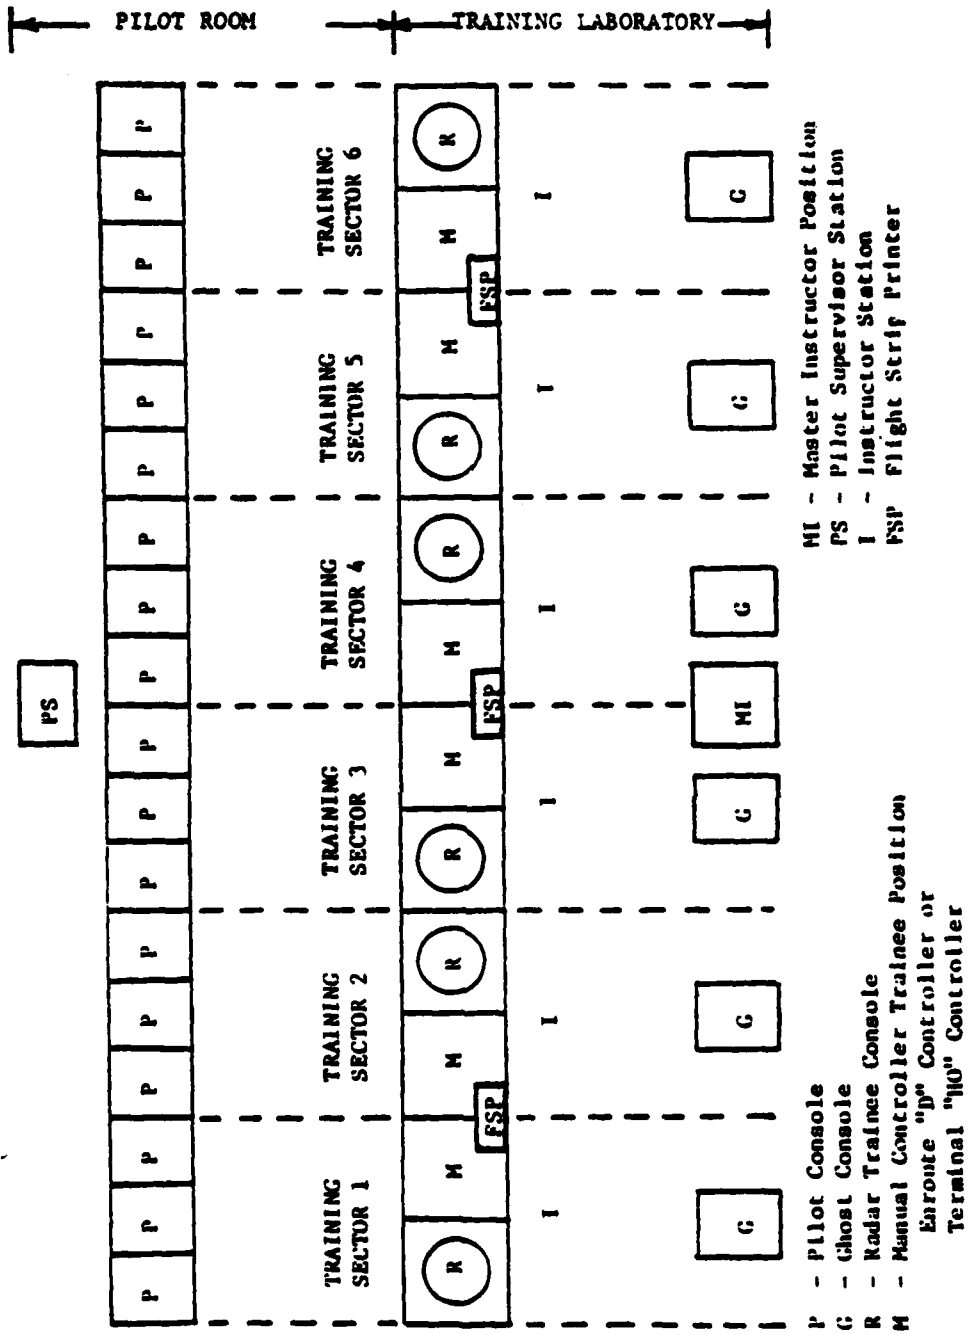 PILOT ROOM
TRAINING LABORATORY
PS
P P P P P P P P P P P P P P P P P P
TRAINING
SECTOR 1
TRAINING
SECTOR 2
TRAINING
SECTOR 3
TRAINING
SECTOR 4
TRAINING
SECTOR 5
TRAINING
SECTOR 6
R M FSP M R R M FSP M R R M FSP M R
I I I I I I
G G G MI G G G
P - Pilot Console
G - Ghost Console
R - Radar Trainee Console
M - Manual Controller Trainee Position
Enroute "D" Controller or
Terminal "HO" Controller
MI - Master Instructor Position
PS - Pilot Supervisor Station
I - Instructor Station
FSP Flight Strip Printer